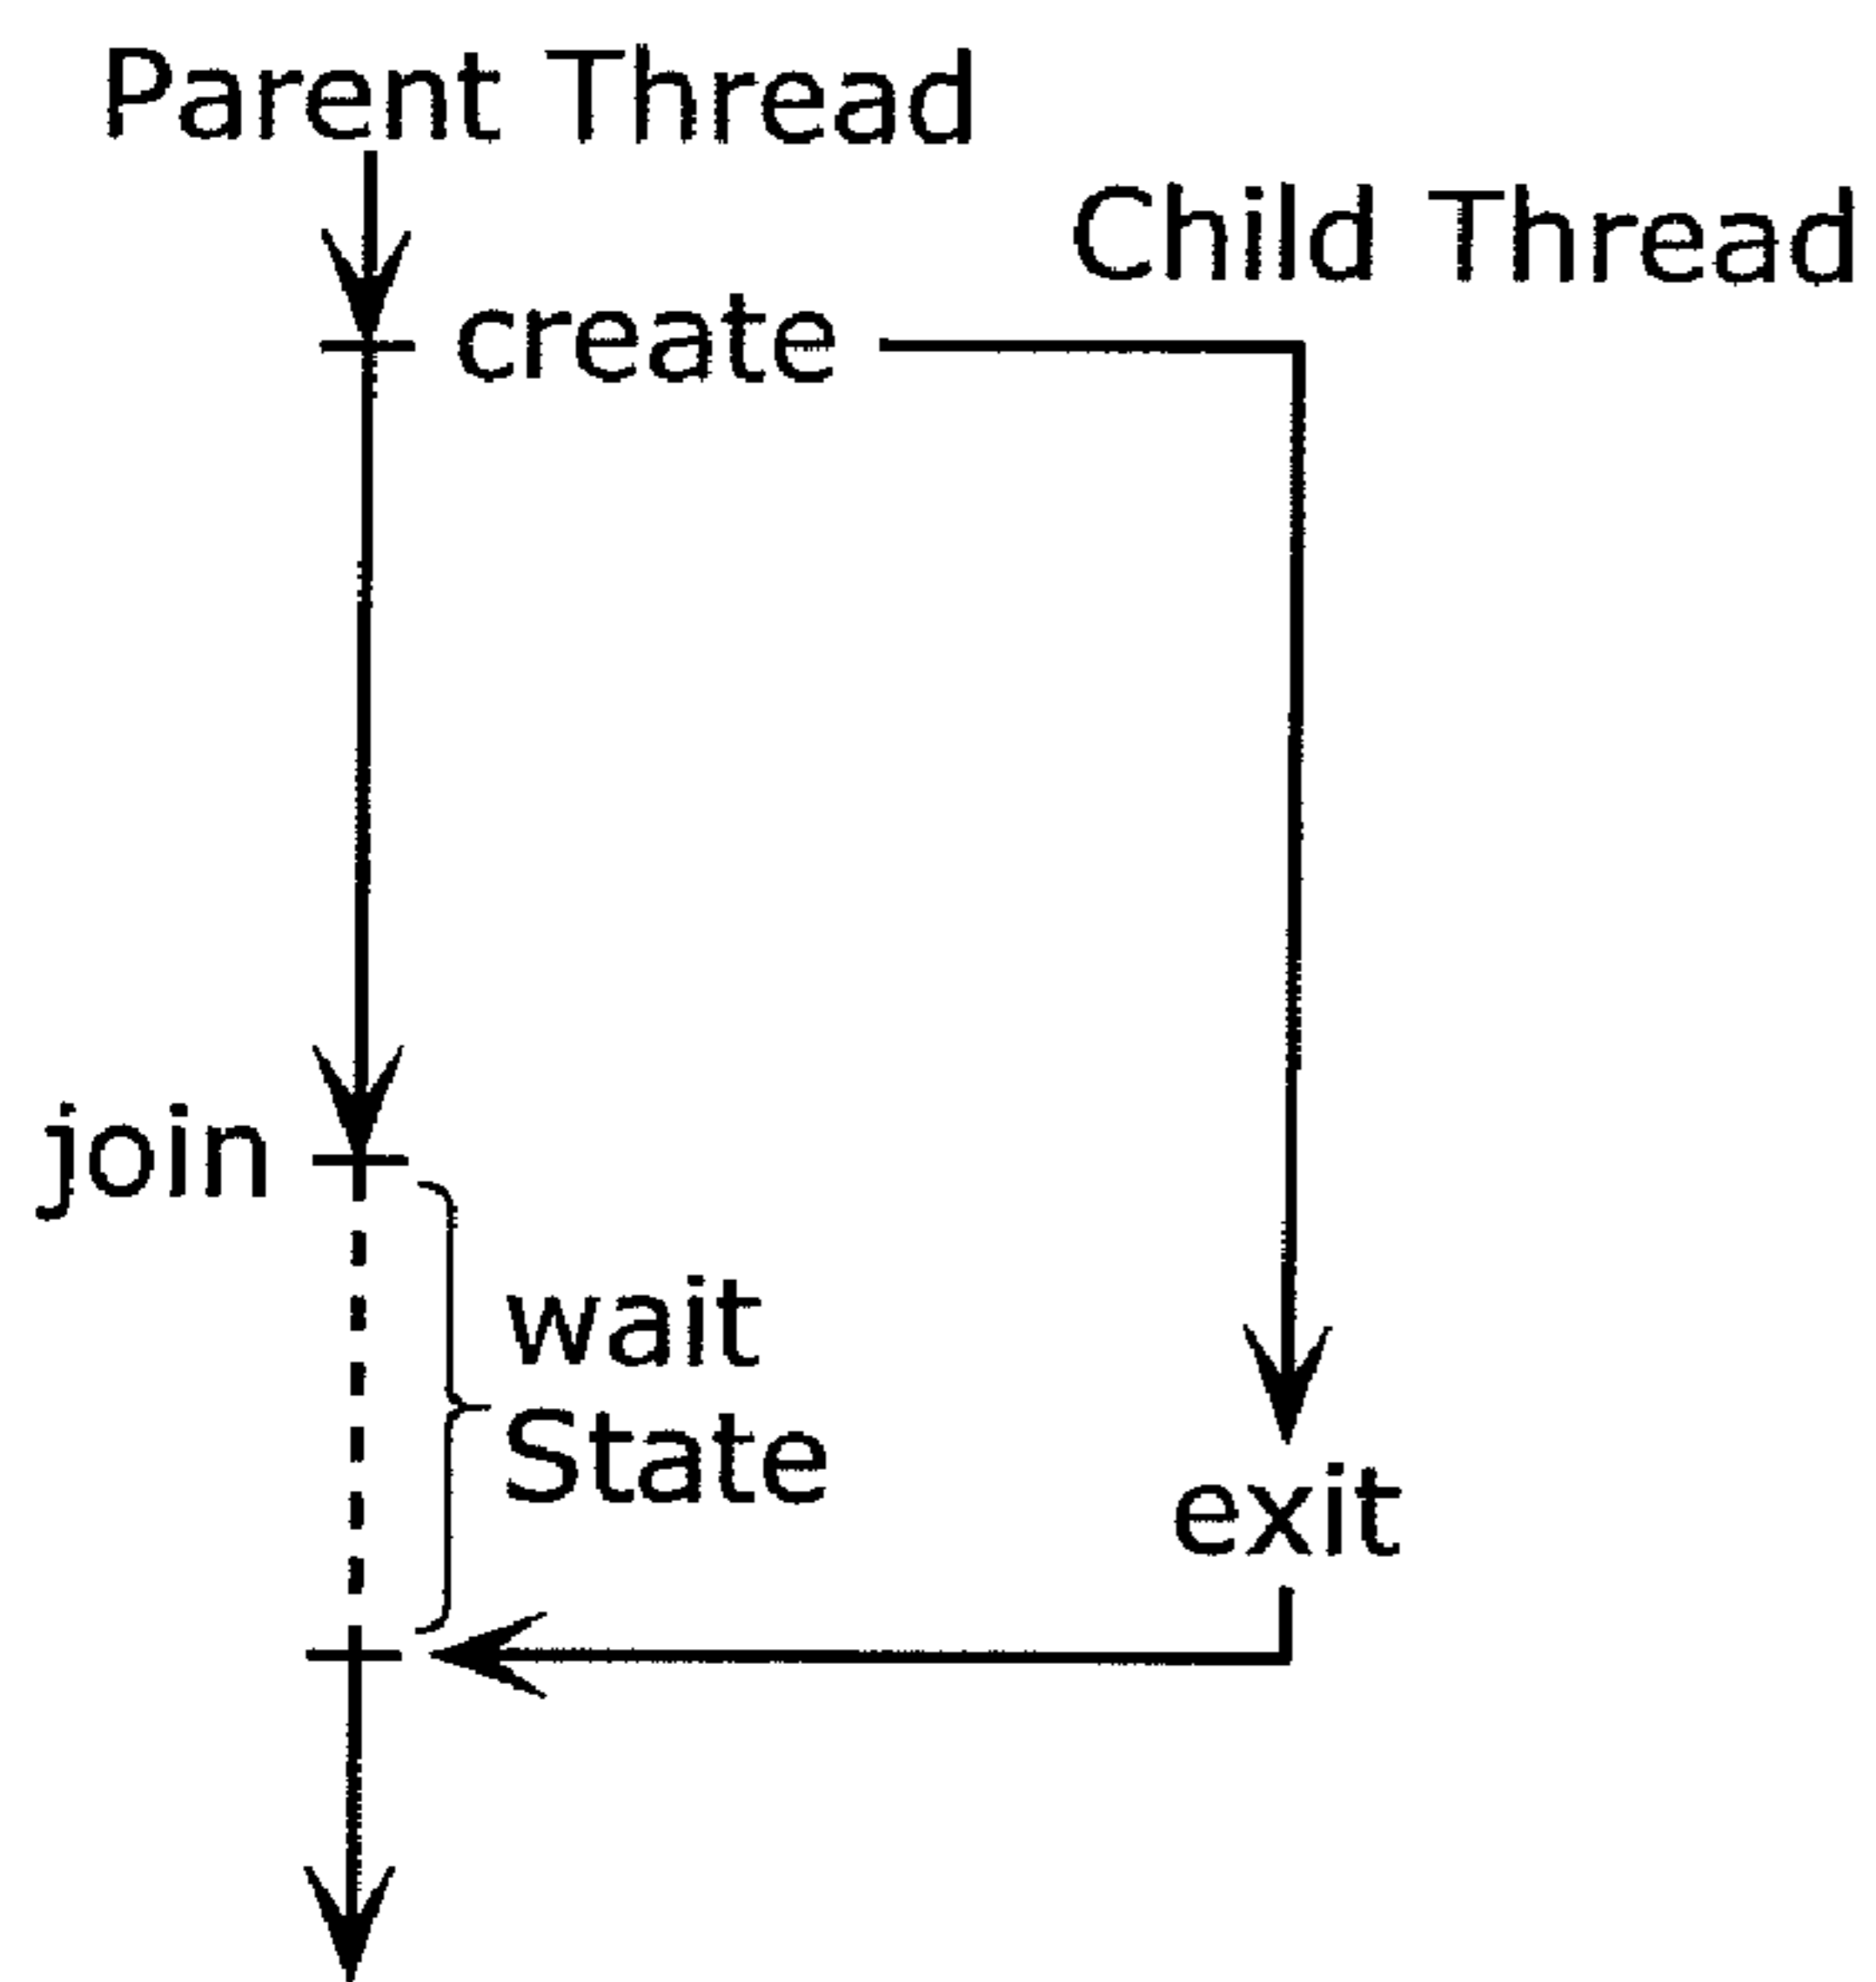 Parent Thread
Child Thread
create
join
wait
State
exit